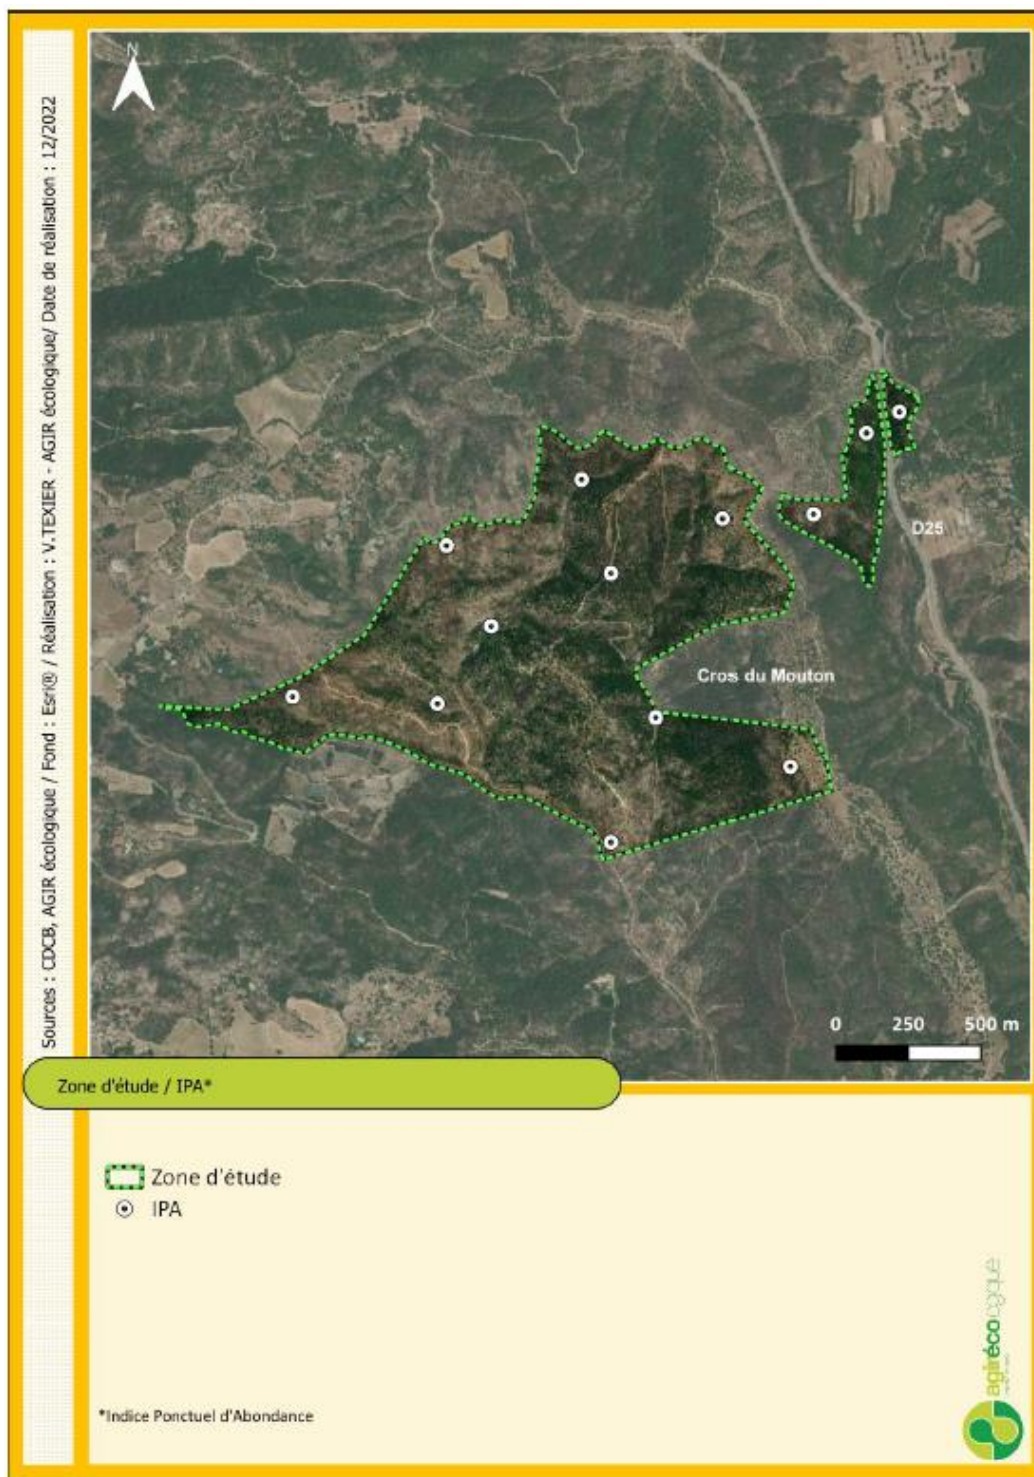 Sources : CDCB, AGIR écologique / Fond : Esri® / Réalisation : V.TEXIER - AGIR écologique/ Date de réalisation : 12/2022
N
D25
Cros du Mouton
0 250 500 m
Zone d'étude / IPA*
Zone d'étude
IPA
*Indice Ponctuel d'Abondance
agirécologique